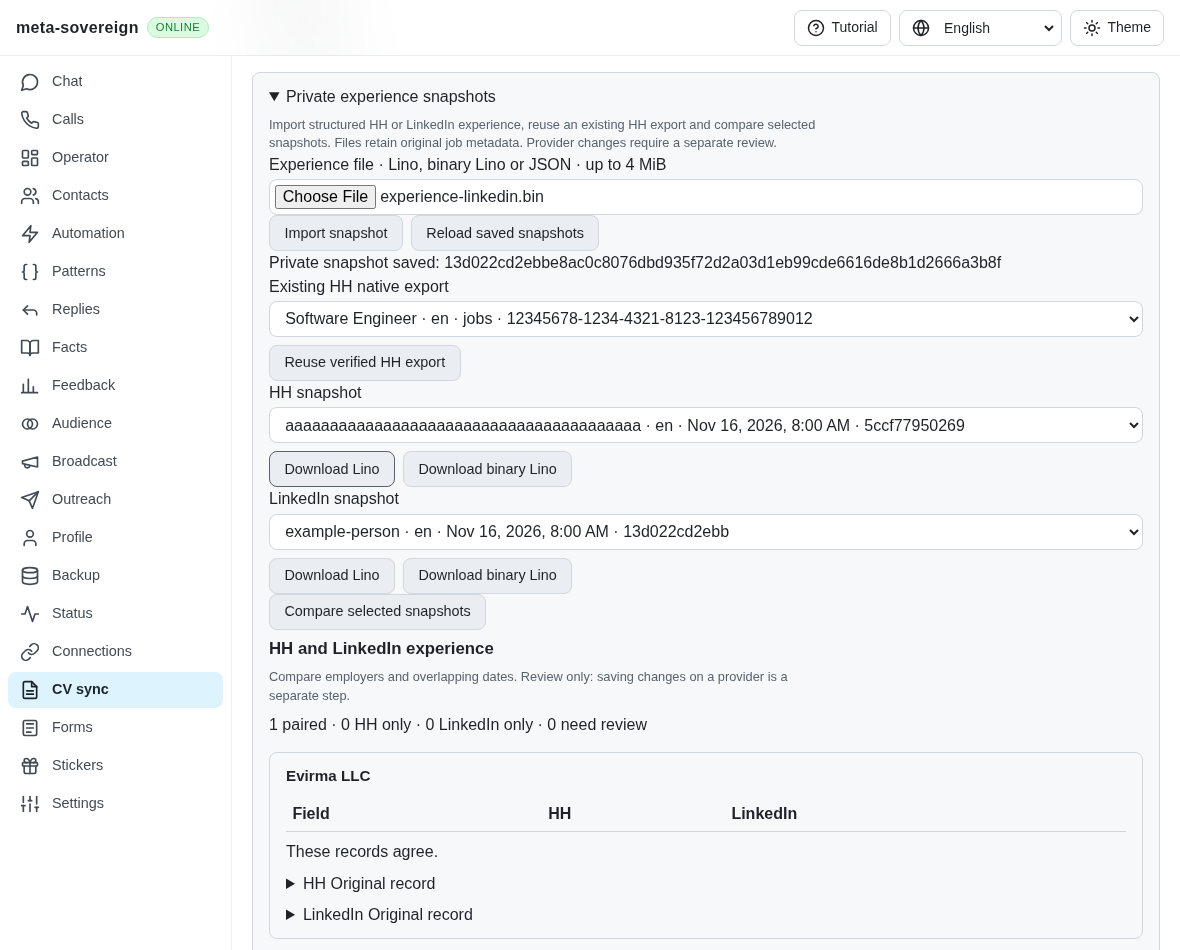 meta-sovereign ONLINE
Tutorial
English
Theme
Chat
Calls
Operator
Contacts
Automation
Patterns
Replies
Facts
Feedback
Audience
Broadcast
Outreach
Profile
Backup
Status
Connections
CV sync
Forms
Stickers
Settings
Private experience snapshots
Import structured HH or LinkedIn experience, reuse an existing HH export and compare selected
snapshots. Files retain original job metadata. Provider changes require a separate review.
Experience file · Lino, binary Lino or JSON · up to 4 MiB
Choose File experience-linkedin.bin
Import snapshot Reload saved snapshots
Private snapshot saved: 13d022cd2ebbe8ac0c8076dbd935f72d2a03d1eb99cde6616de8b1d2666a3b8f
Existing HH native export
Software Engineer · en · jobs · 12345678-1234-4321-8123-123456789012
Reuse verified HH export
HH snapshot
aaaaaaaaaaaaaaaaaaaaaaaaaaaaaaaaaaaaaaaa · en · Nov 16, 2026, 8:00 AM · 5ccf77950269
Download Lino Download binary Lino
LinkedIn snapshot
example-person · en · Nov 16, 2026, 8:00 AM · 13d022cd2ebb
Download Lino Download binary Lino
Compare selected snapshots
HH and LinkedIn experience
Compare employers and overlapping dates. Review only: saving changes on a provider is a
separate step.
1 paired · 0 HH only · 0 LinkedIn only · 0 need review
Evirma LLC
Field HH LinkedIn
These records agree.
HH Original record
LinkedIn Original record